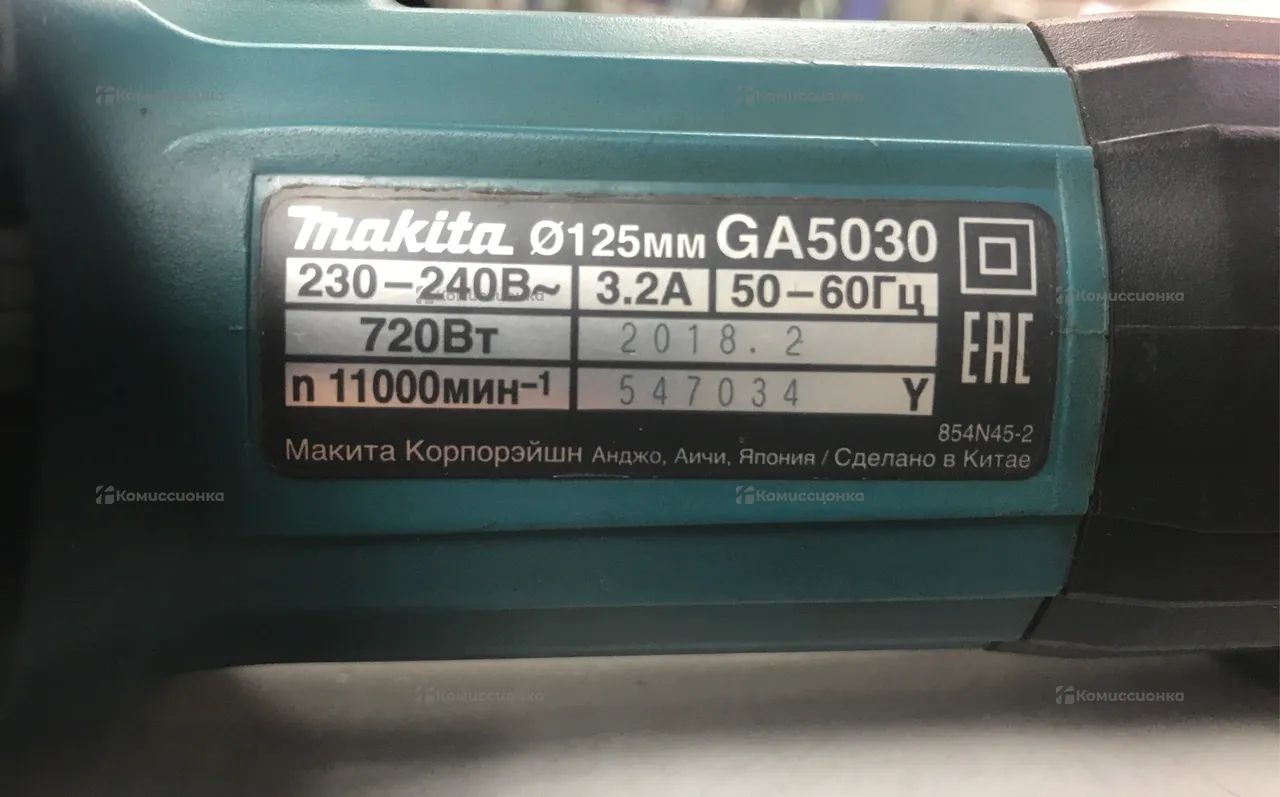 makita Ø125мм GA5030
230–240В~ 3.2А 50–60Гц
720Вт 2018.2
EAC
n 11000мин⁻¹ 547034 Y
854N45-2
Макита Корпорэйшн Анджо, Аичи, Япония / Сделано в Китае
Комиссионка
Комиссионка
Комиссионка
Комиссионка
Комиссионка
Комиссионка
Комиссионка
Комиссионка